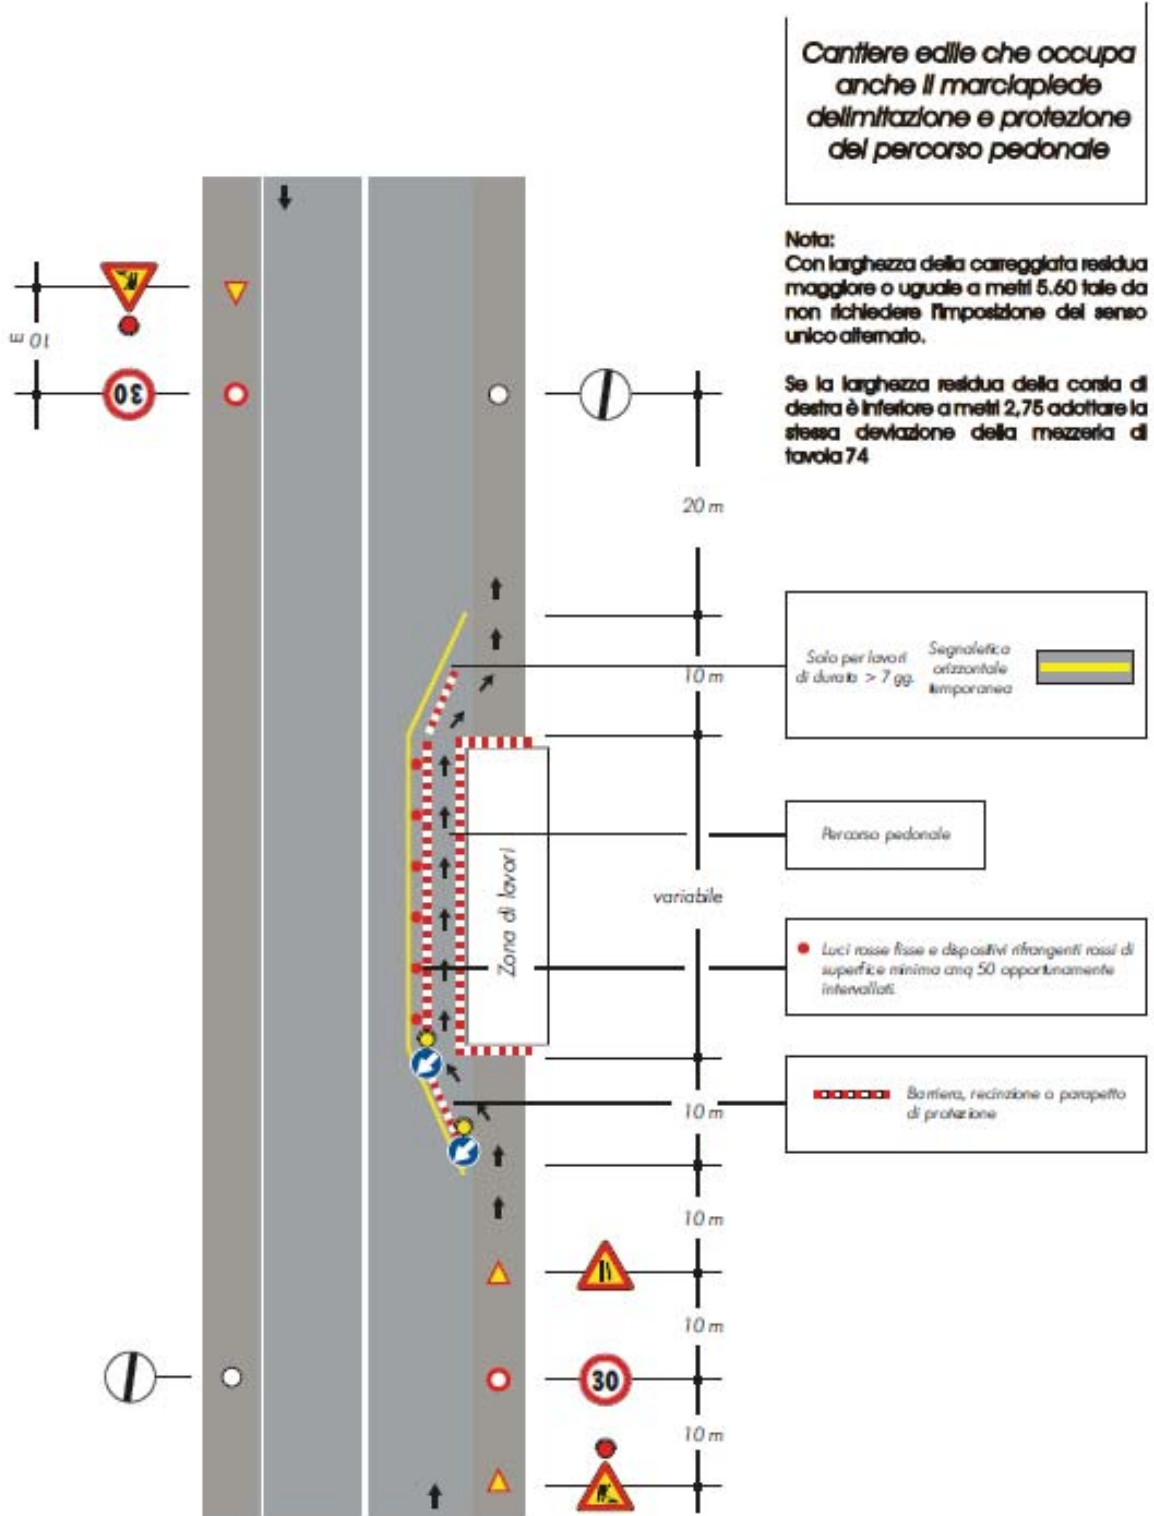 Cantiere edile che occupa
anche il marciapiede
delimitazione e protezione
del percorso pedonale
Nota:
Con larghezza della carreggiata residua
maggiore o uguale a metri 5.60 tale da
non richiedere l'imposizione del senso
unico alternato.
Se la larghezza residua della corsia di
destra è inferiore a metri 2,75 adottare la
stessa deviazione della mezzeria di
tavola 74
10 m
30
20 m
10 m
Solo per lavori
di durata > 7 gg.
Segnaletica
orizzontale
temporanea
Percorso pedonale
Zona di lavori
variabile
Luci rosse fisse e dispositivi rifrangenti rossi di
superfice minima cmq 50 opportunamente
intervallati.
Barriera, recinzione o parapetto
di protezione
10 m
10 m
10 m
30
10 m